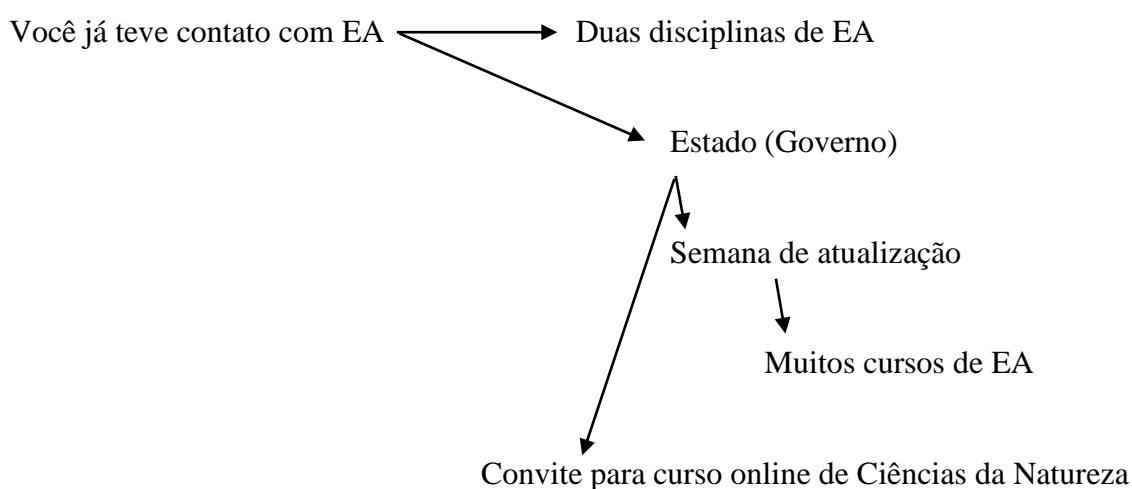 Você já teve contato com EA
Duas disciplinas de EA
Estado (Governo)
Semana de atualização
Muitos cursos de EA
Convite para curso online de Ciências da Natureza